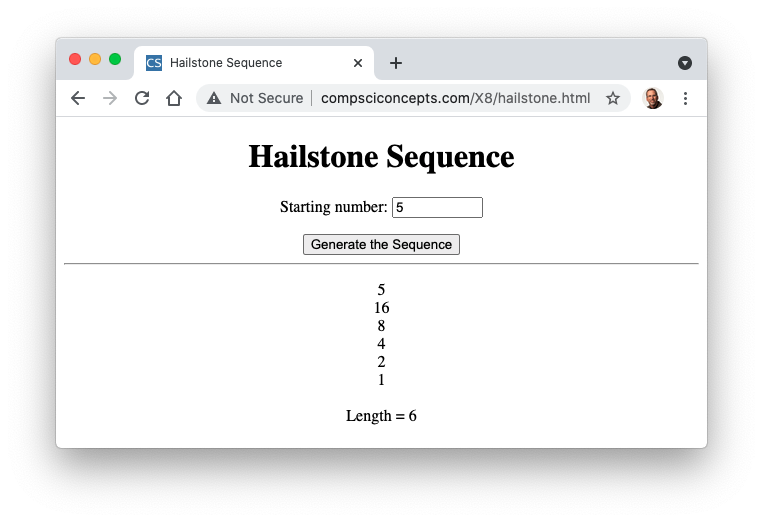 CS Hailstone Sequence
Not Secure | compsciconcepts.com/X8/hailstone.html
Hailstone Sequence
Starting number: 5
Generate the Sequence
5
16
8
4
2
1
Length = 6